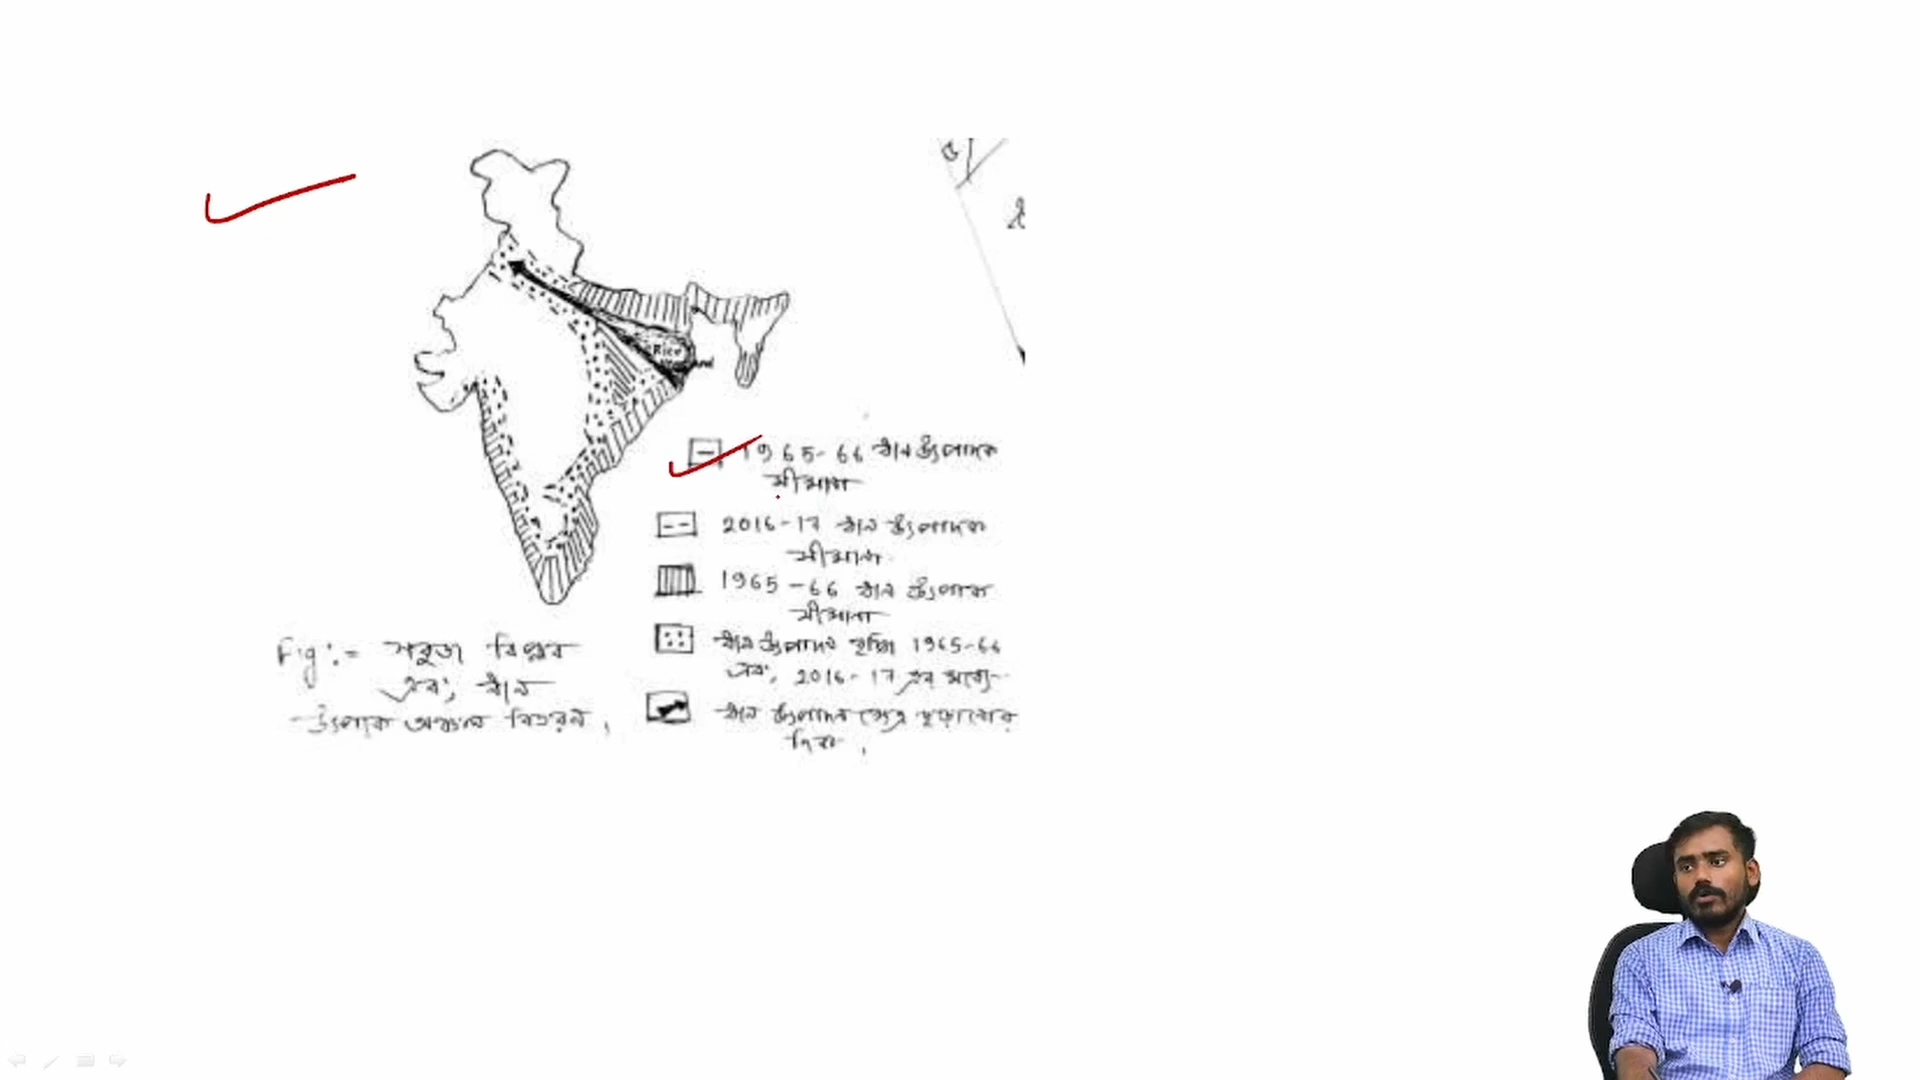 Rice
1965-66 ধান উৎপাদক
সীমানা
2016-17 ধান উৎপাদক
সীমানা
1965-66 ধান উৎপাদক
সীমানা
ধান উৎপাদন বৃদ্ধি 1965-66
এবং 2016-17 এর মধ্যে
ধান উৎপাদন ক্ষেত্র
দিক।
Fig:= সবুজ বিপ্লব
এবং, ধান
উৎপাদক অঞ্চলের বিতরন,